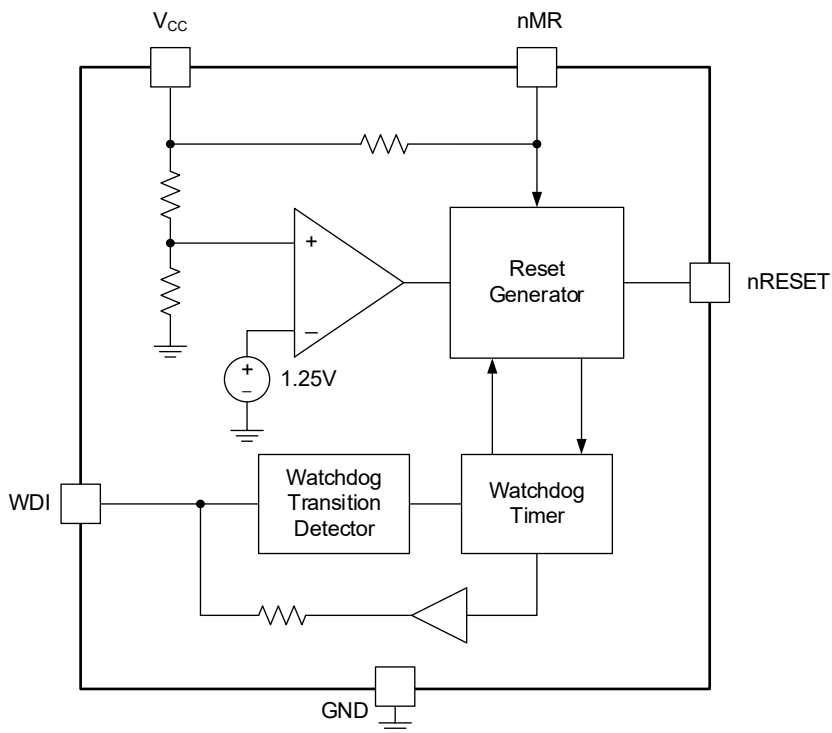 VCC
nMR
+
−
Reset
Generator
nRESET
+
−
1.25V
WDI
Watchdog
Transition
Detector
Watchdog
Timer
GND